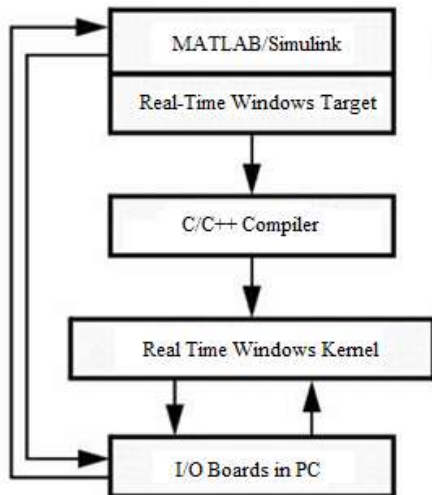 MATLAB/Simulink
Real-Time Windows Target
C/C++ Compiler
Real Time Windows Kernel
I/O Boards in PC